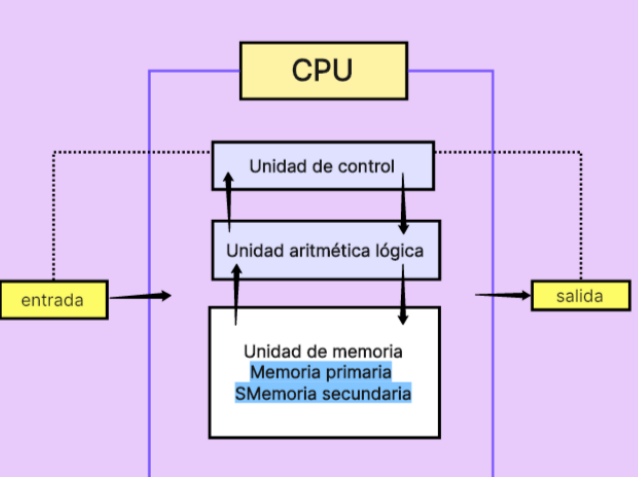 CPU
Unidad de control
Unidad aritmética lógica
entrada
salida
Unidad de memoria
Memoria primaria
SMemoria secundaria